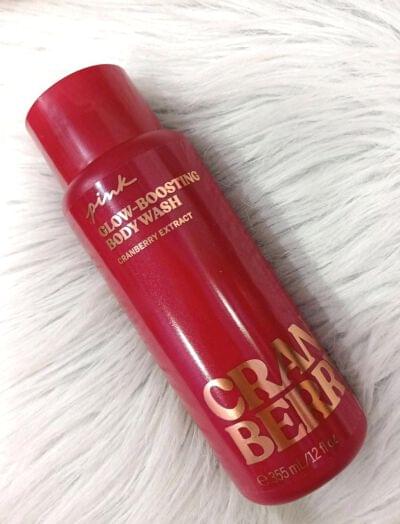 pink
GLOW-BOOSTING
BODY WASH
CRANBERRY EXTRACT
CRAN
BERR
℮ 355 mL/12 fl oz